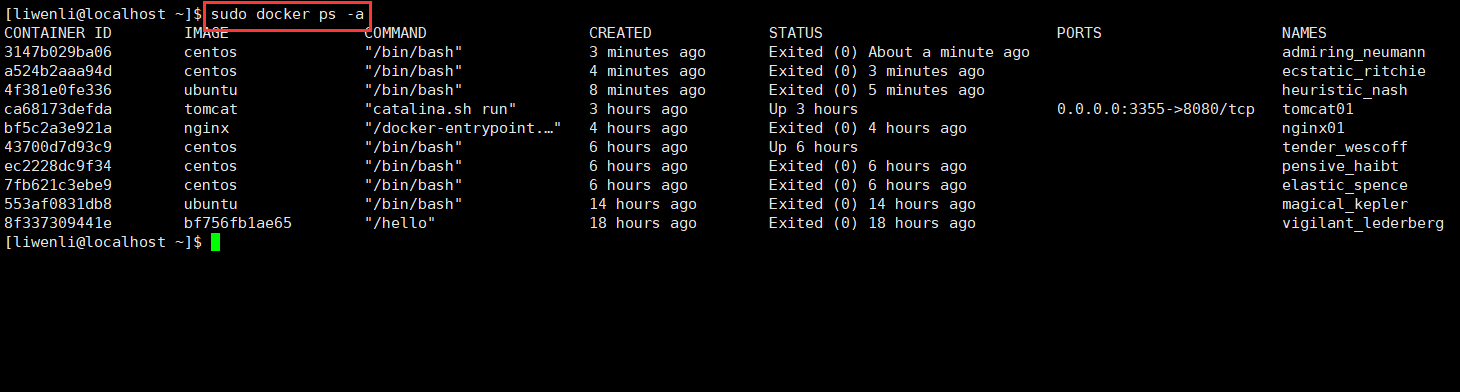 [liwenli@localhost ~]$ sudo docker ps -a
CONTAINER ID IMAGE COMMAND CREATED STATUS PORTS NAMES
3147b029ba06 centos "/bin/bash" 3 minutes ago Exited (0) About a minute ago admiring_neumann
a524b2aaa94d centos "/bin/bash" 4 minutes ago Exited (0) 3 minutes ago ecstatic_ritchie
4f381e0fe336 ubuntu "/bin/bash" 8 minutes ago Exited (0) 5 minutes ago heuristic_nash
ca68173defda tomcat "catalina.sh run" 3 hours ago Up 3 hours 0.0.0.0:3355->8080/tcp tomcat01
bf5c2a3e921a nginx "/docker-entrypoint.…" 4 hours ago Exited (0) 4 hours ago nginx01
43700d7d93c9 centos "/bin/bash" 6 hours ago Up 6 hours tender_wescoff
ec2228dc9f34 centos "/bin/bash" 6 hours ago Exited (0) 6 hours ago pensive_haibt
7fb621c3ebe9 centos "/bin/bash" 6 hours ago Exited (0) 6 hours ago elastic_spence
553af0831db8 ubuntu "/bin/bash" 14 hours ago Exited (0) 14 hours ago magical_kepler
8f337309441e bf756fb1ae65 "/hello" 18 hours ago Exited (0) 18 hours ago vigilant_lederberg
[liwenli@localhost ~]$